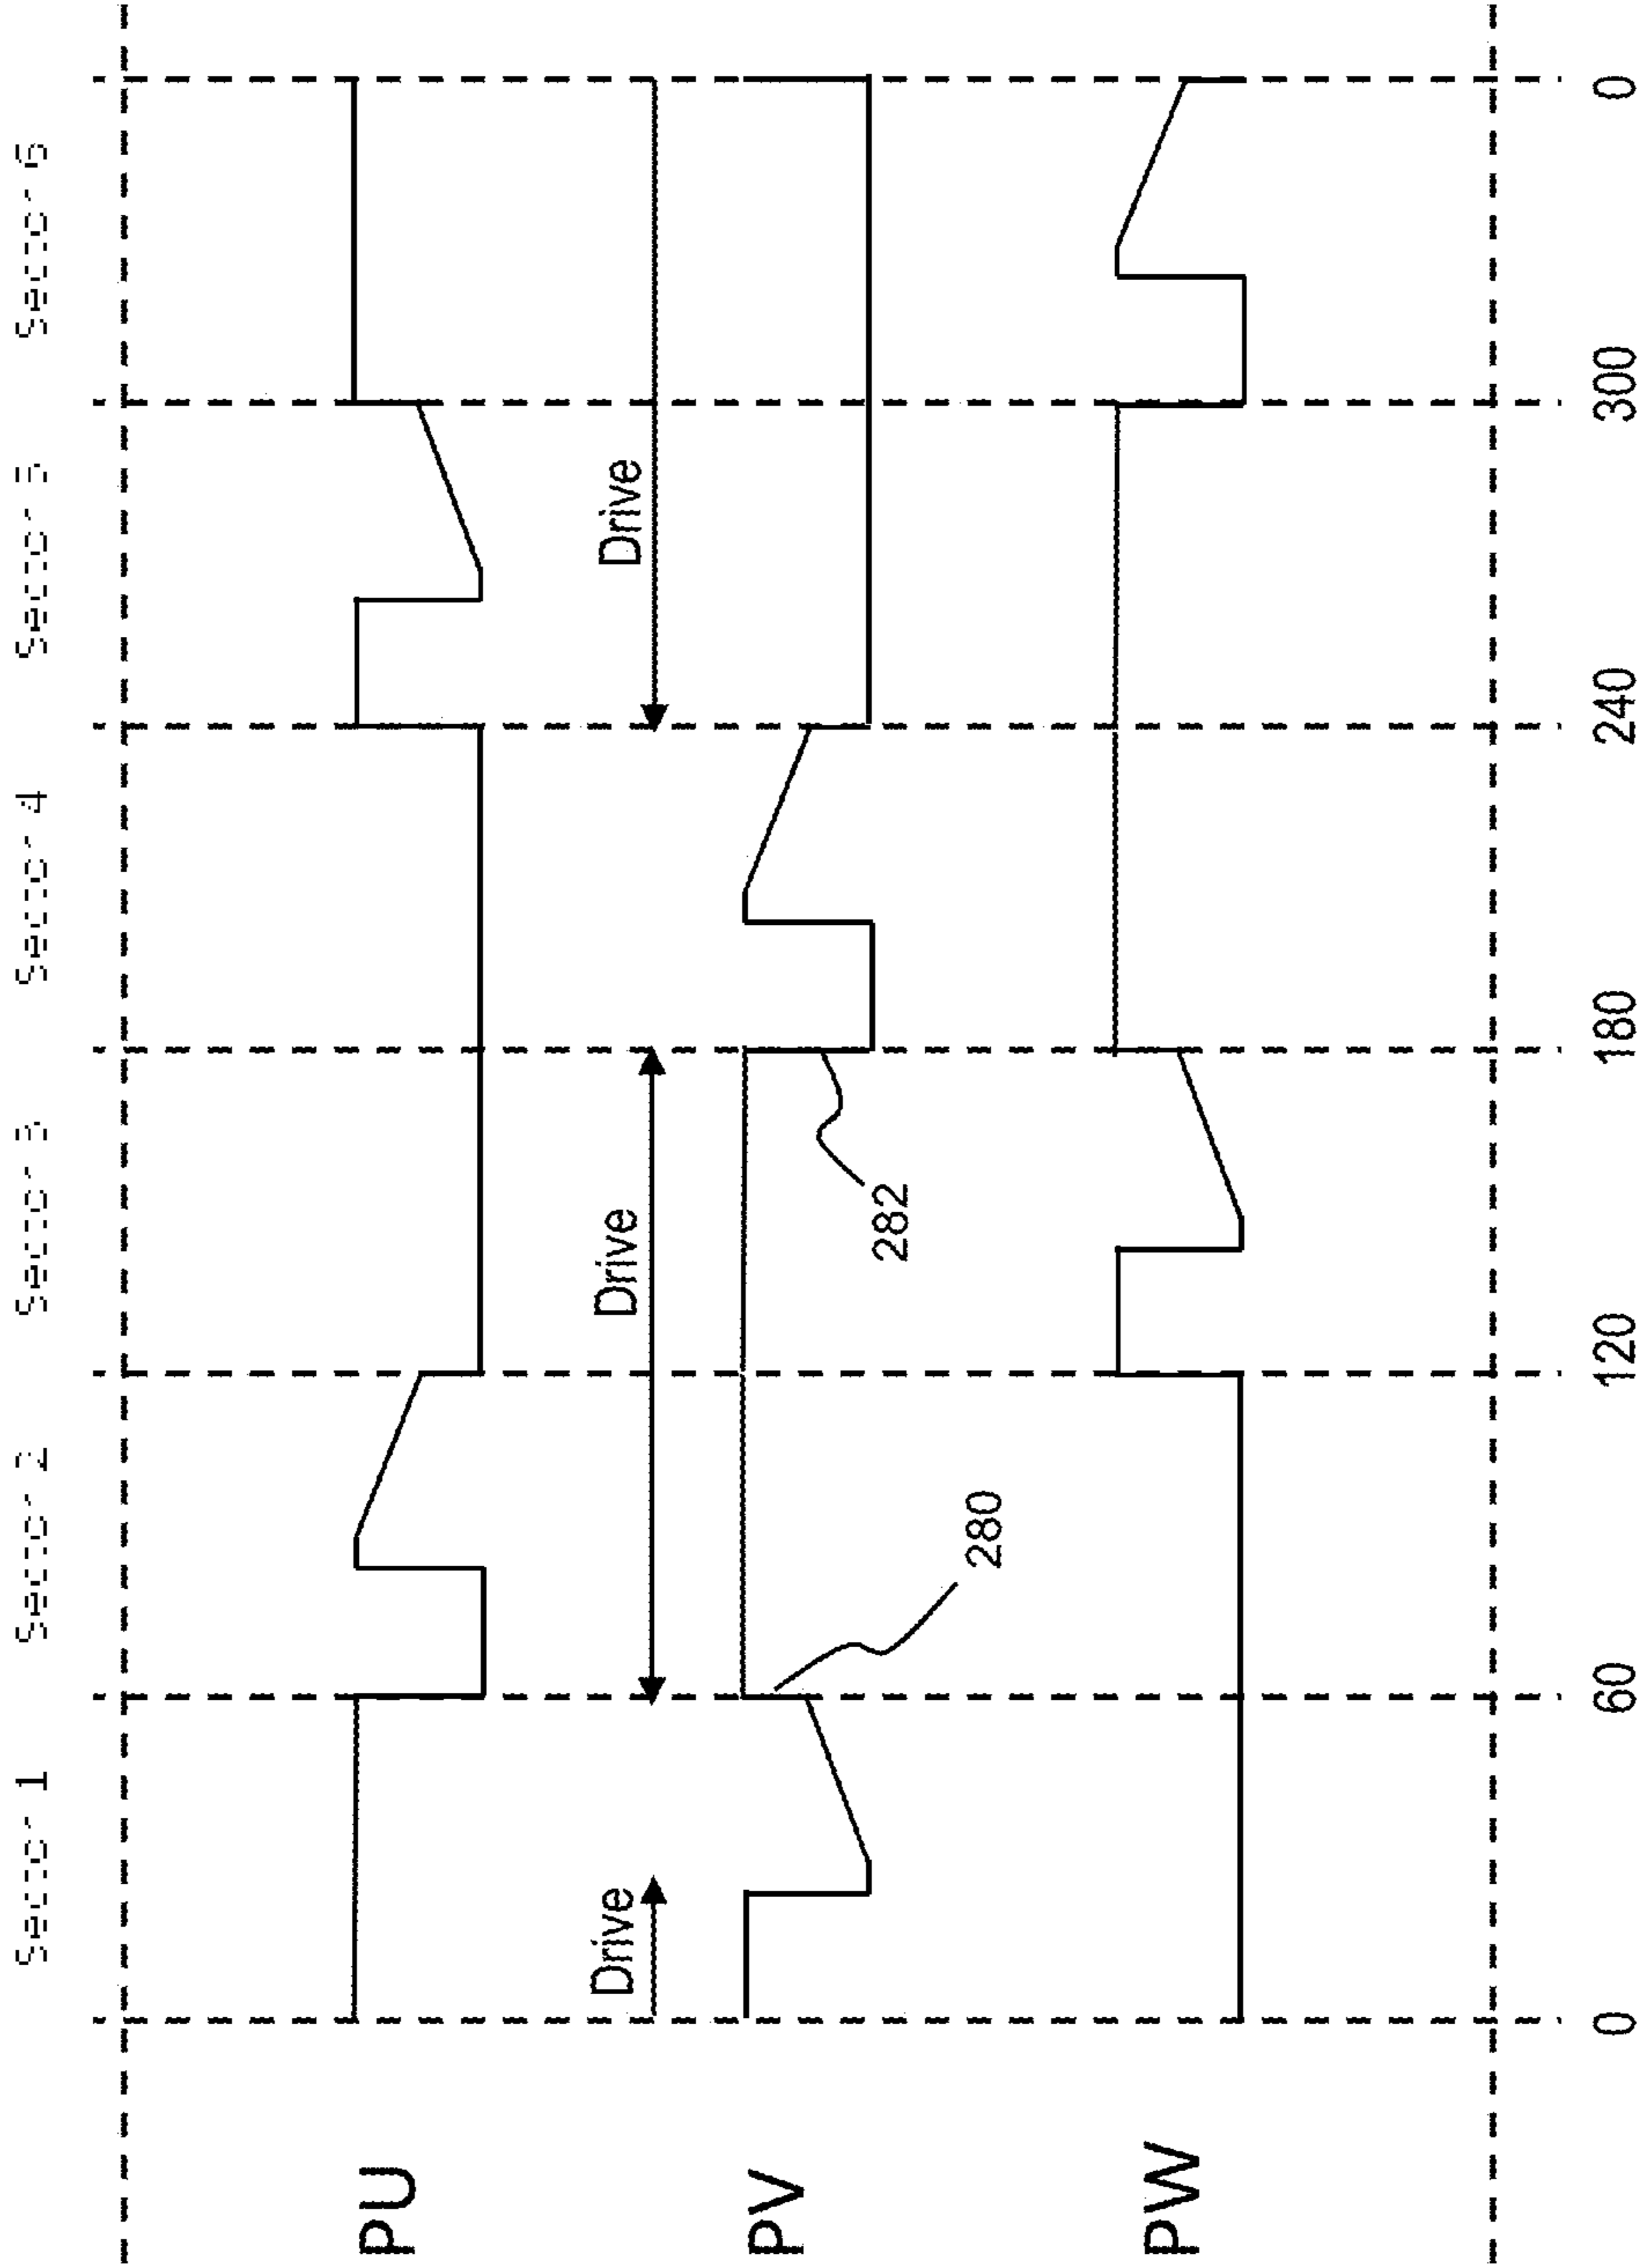 Sector 1 Sector 2 Sector 3 Sector 4 Sector 5 Sector 6
PU
Drive Drive Drive
PV
282
280
PW
0 60 120 180 240 300 0